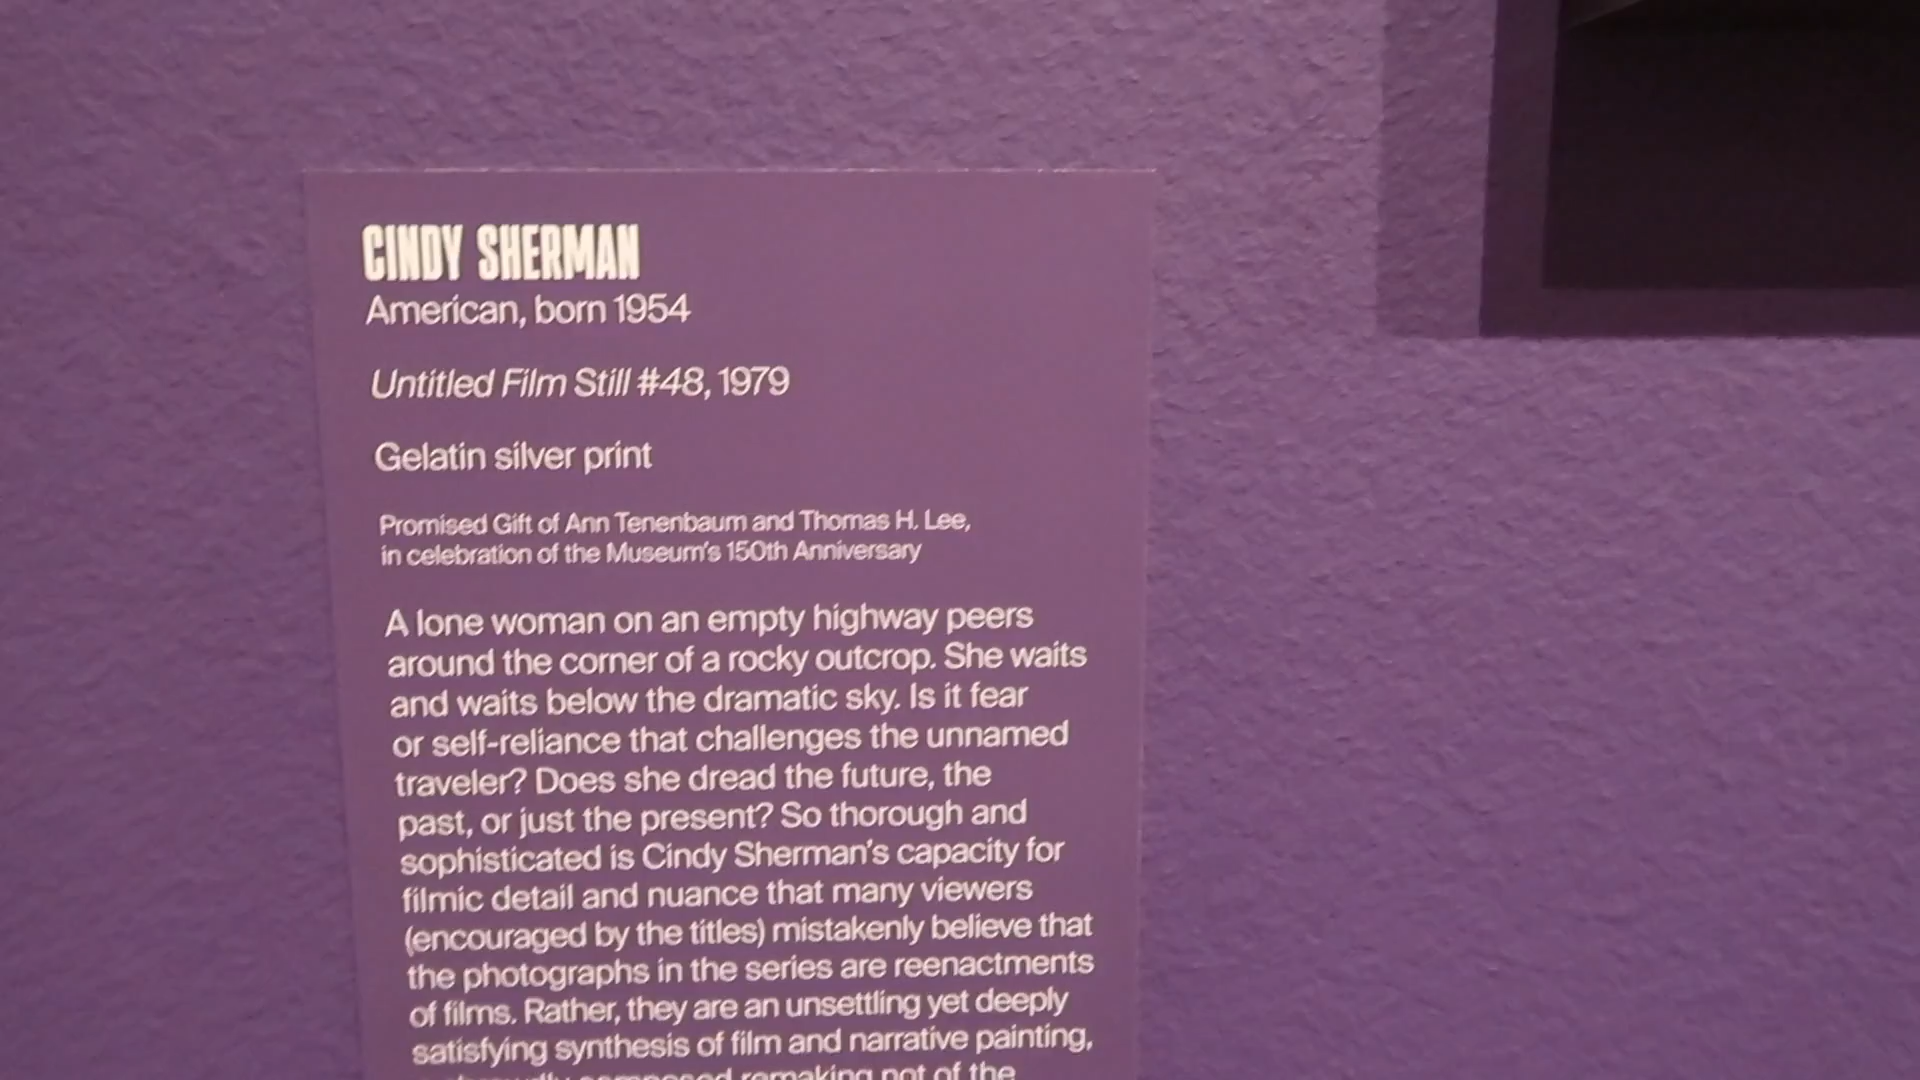 CINDY SHERMAN
American, born 1954
Untitled Film Still #48, 1979
Gelatin silver print
Promised Gift of Ann Tenenbaum and Thomas H. Lee,
in celebration of the Museum's 150th Anniversary
A lone woman on an empty highway peers
around the corner of a rocky outcrop. She waits
and waits below the dramatic sky. Is it fear
or self-reliance that challenges the unnamed
traveler? Does she dread the future, the
past, or just the present? So thorough and
sophisticated is Cindy Sherman's capacity for
filmic detail and nuance that many viewers
(encouraged by the titles) mistakenly believe that
the photographs in the series are reenactments
of films. Rather, they are an unsettling yet deeply
satisfying synthesis of film and narrative painting,
remaking not of the